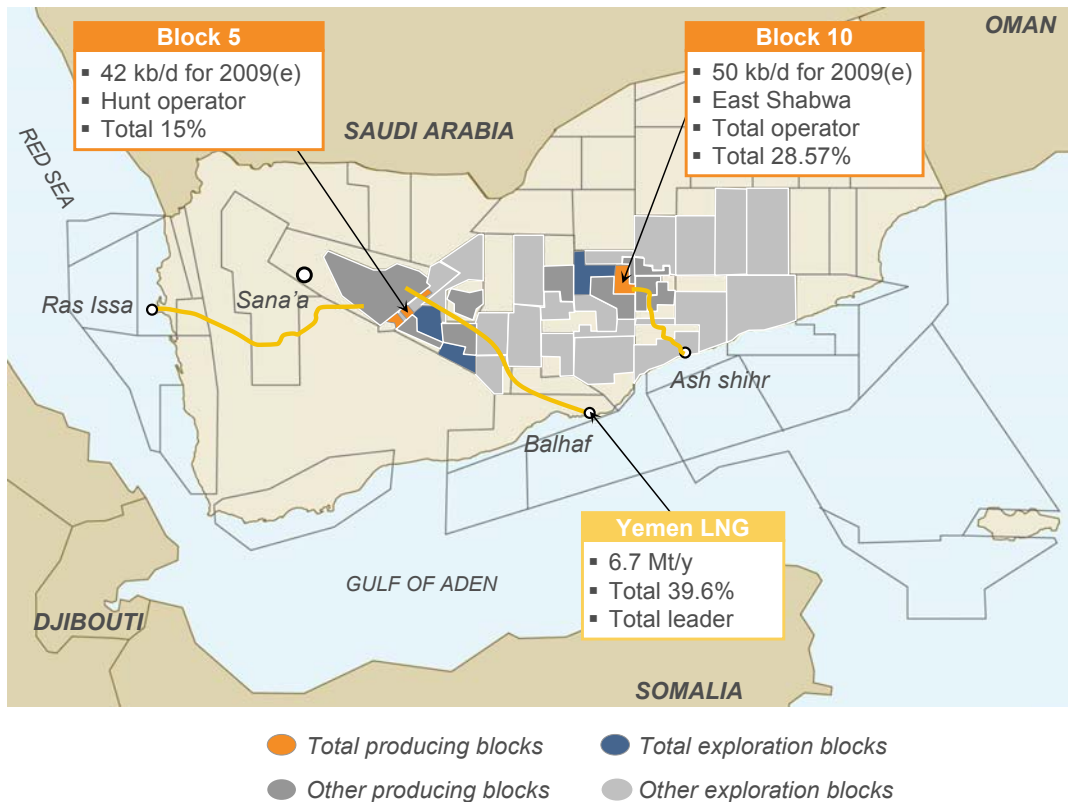 Block 5
▪ 42 kb/d for 2009(e)
▪ Hunt operator
▪ Total 15%
Block 10
▪ 50 kb/d for 2009(e)
▪ East Shabwa
▪ Total operator
▪ Total 28.57%
OMAN
SAUDI ARABIA
RED SEA
Ras Issa
Sana'a
Ash shihr
Balhaf
Yemen LNG
▪ 6.7 Mt/y
▪ Total 39.6%
▪ Total leader
GULF OF ADEN
DJIBOUTI
SOMALIA
Total producing blocks
Total exploration blocks
Other producing blocks
Other exploration blocks